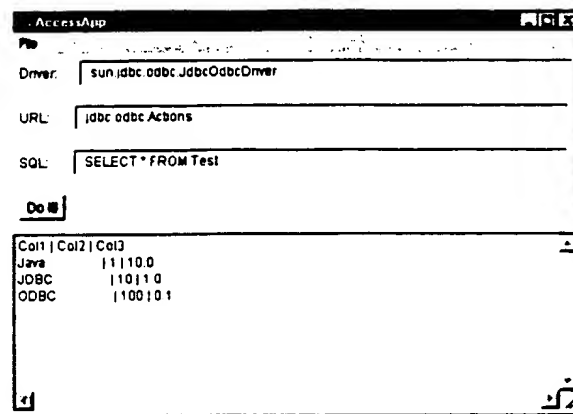 AccessApp
File
Driver: sun.jdbc.odbc.JdbcOdbcDriver
URL: jdbc:odbc:Actions
SQL: SELECT * FROM Test
Do it!
Col1 | Col2 | Col3
Java | 1 | 10.0
JDBC | 10 | 1.0
ODBC | 100 | 0.1